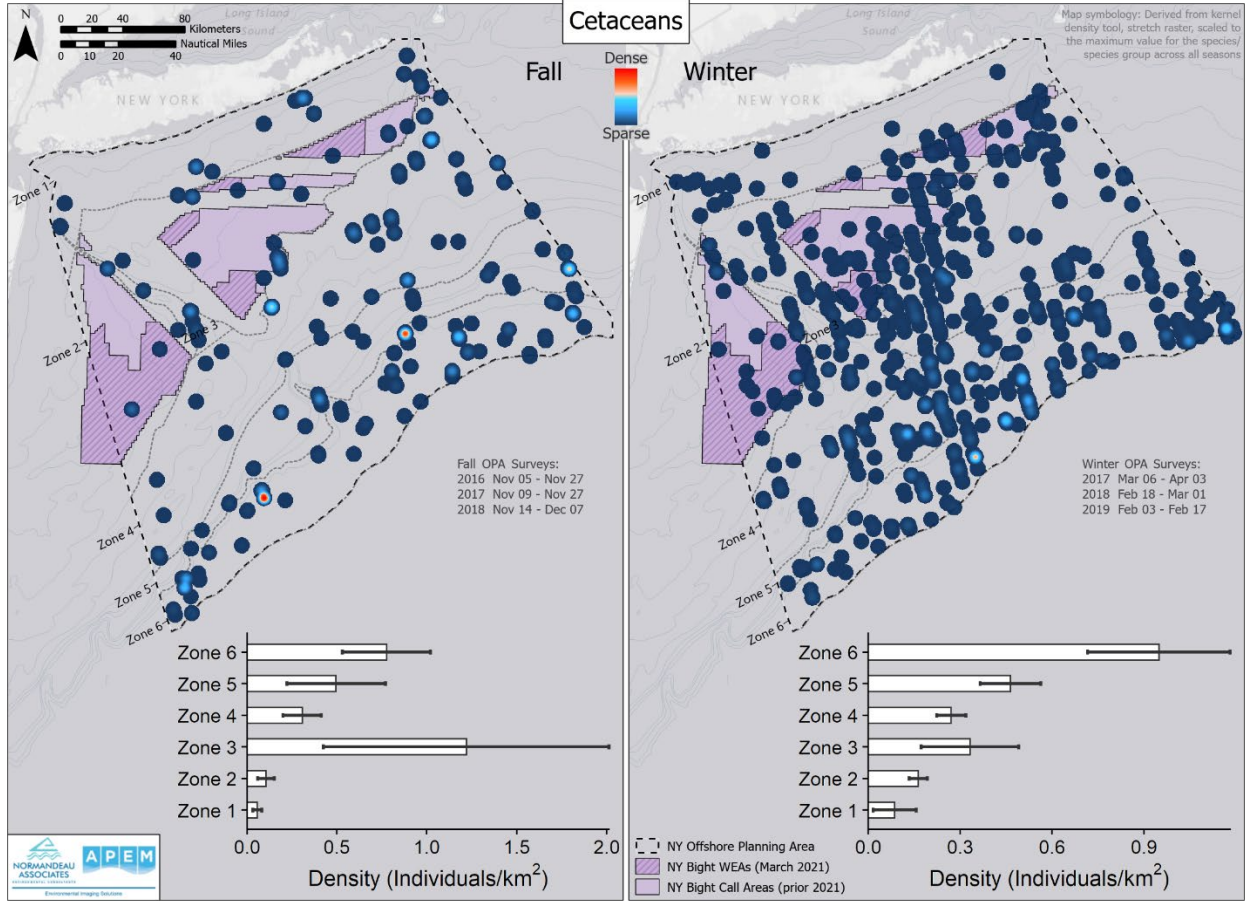 Cetaceans
N
0 20 40 80
Kilometers
Nautical Miles
0 10 20 40
Long Island
Sound
NEW YORK
Fall
Dense
Sparse
Winter
Long Island
Sound
NEW YORK
Map symbology: Derived from kernel
density tool, stretch raster, scaled to
the maximum value for the species/
species group across all seasons
Zone 1
Zone 2
Zone 3
Zone 4
Zone 5
Zone 6
Fall OPA Surveys:
2016 Nov 05 - Nov 27
2017 Nov 09 - Nov 27
2018 Nov 14 - Dec 07
Zone 1
Zone 2
Zone 3
Zone 4
Zone 5
Zone 6
Winter OPA Surveys:
2017 Mar 06 - Apr 03
2018 Feb 18 - Mar 01
2019 Feb 03 - Feb 17
Zone 6
Zone 5
Zone 4
Zone 3
Zone 2
Zone 1
0.0 0.5 1.0 1.5 2.0
Density (Individuals/km²)
Zone 6
Zone 5
Zone 4
Zone 3
Zone 2
Zone 1
0.0 0.3 0.6 0.9
Density (Individuals/km²)
NORMANDEAU
ASSOCIATES
ENVIRONMENTAL CONSULTANTS
APEM
Environmental Imaging Solutions
NY Offshore Planning Area
NY Bight WEAs (March 2021)
NY Bight Call Areas (prior 2021)